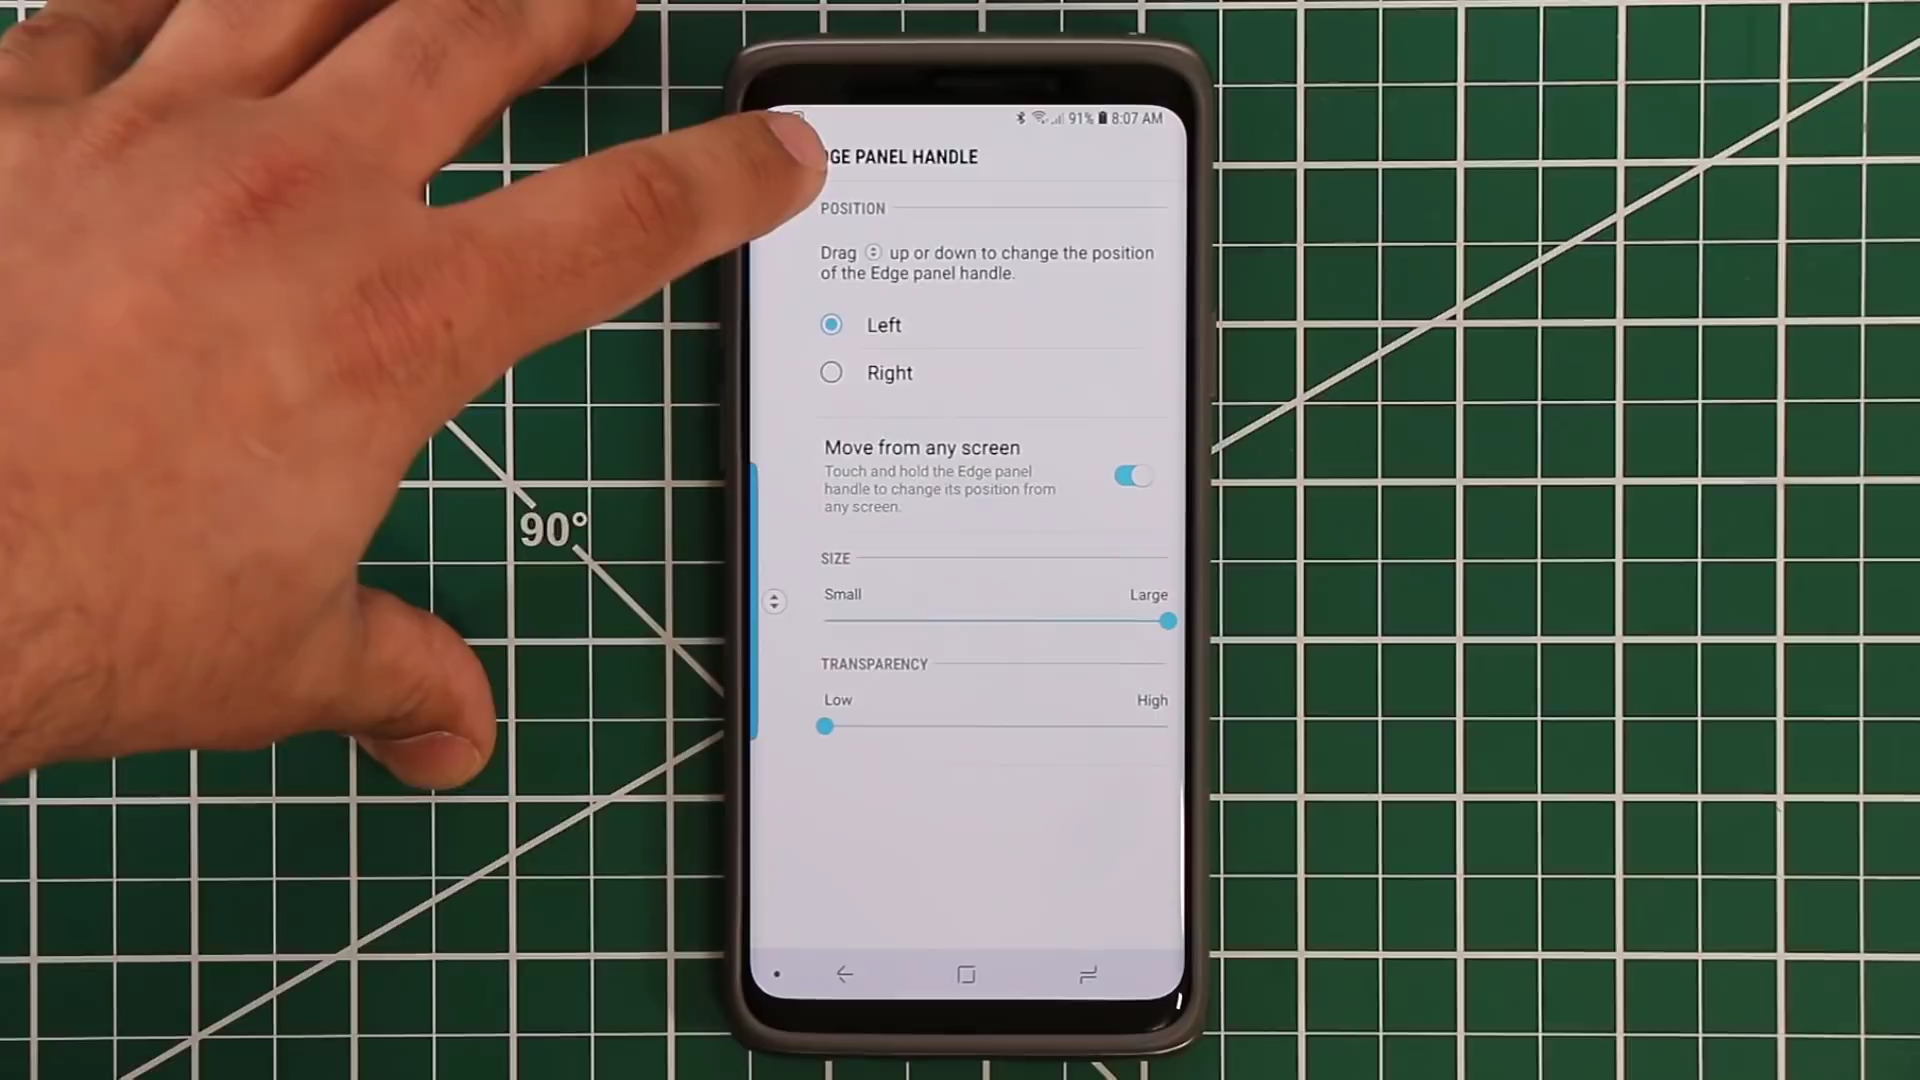 91% 8:07 AM
DGE PANEL HANDLE
POSITION
Drag up or down to change the position
of the Edge panel handle.
Left
Right
Move from any screen
Touch and hold the Edge panel
handle to change its position from
any screen.
90°
SIZE
Small Large
TRANSPARENCY
Low High